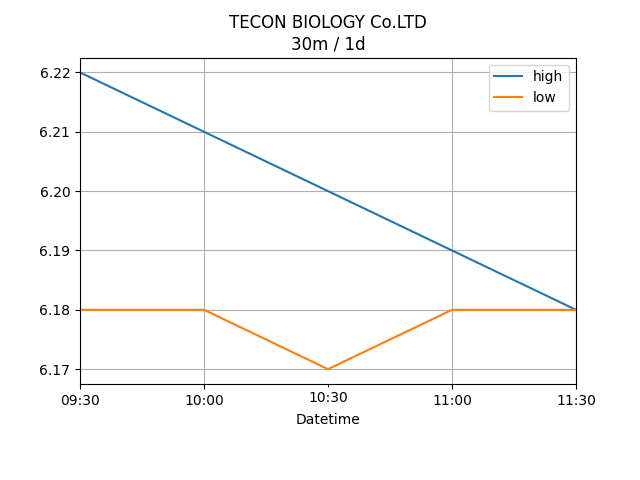 TECON BIOLOGY Co.LTD
30m / 1d
high
low
6.22
6.21
6.20
6.19
6.18
6.17
09:30 10:00 10:30 11:00 11:30
Datetime